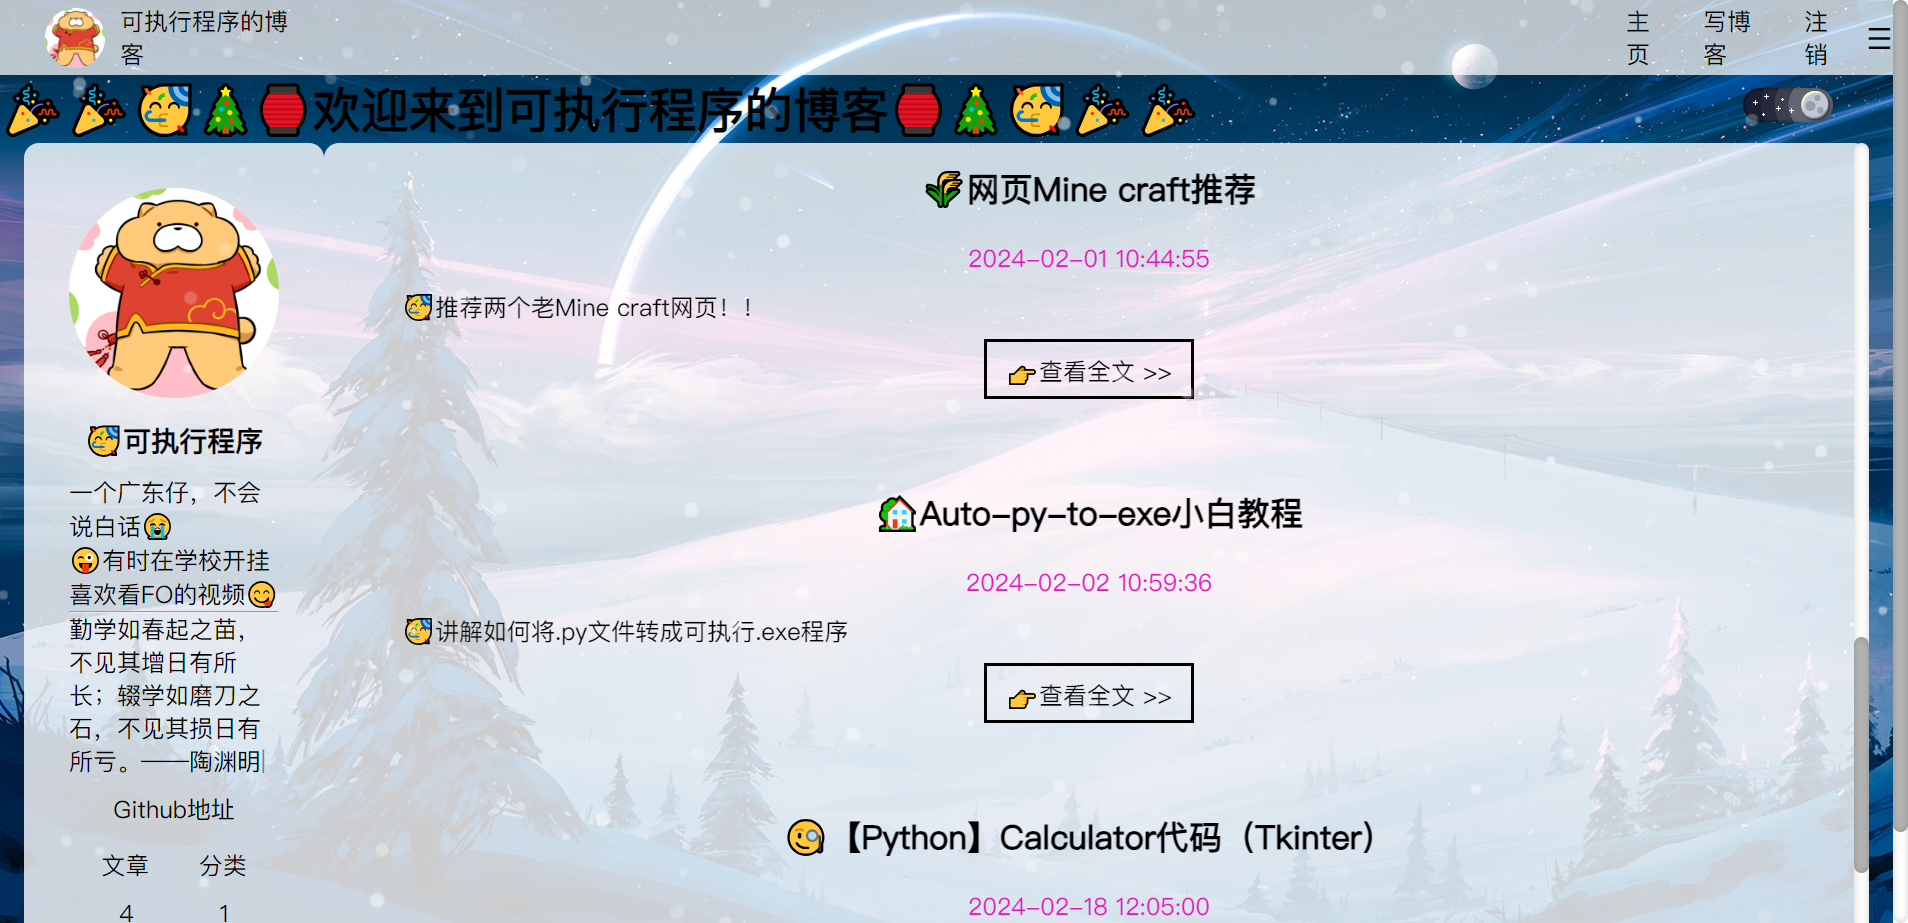 可执行程序的博
客
主
页
写博
客
注
销
☰
🎉🎉🥳🎄🏮欢迎来到可执行程序的博客🏮🎄🥳🎉🎉
🥳可执行程序
一个广东仔，不会
说白话😭
😜有时在学校开挂
喜欢看FO的视频😋
勤学如春起之苗，
不见其增日有所
长；辍学如磨刀之
石，不见其损日有
所亏。——陶渊明|
Github地址
文章 分类
4 1
🌾网页Mine craft推荐
2024-02-01 10:44:55
🥳推荐两个老Mine craft网页！！
👉查看全文 >>
🏡Auto-py-to-exe小白教程
2024-02-02 10:59:36
🥳讲解如何将.py文件转成可执行.exe程序
👉查看全文 >>
🧐【Python】Calculator代码（Tkinter）
2024-02-18 12:05:00